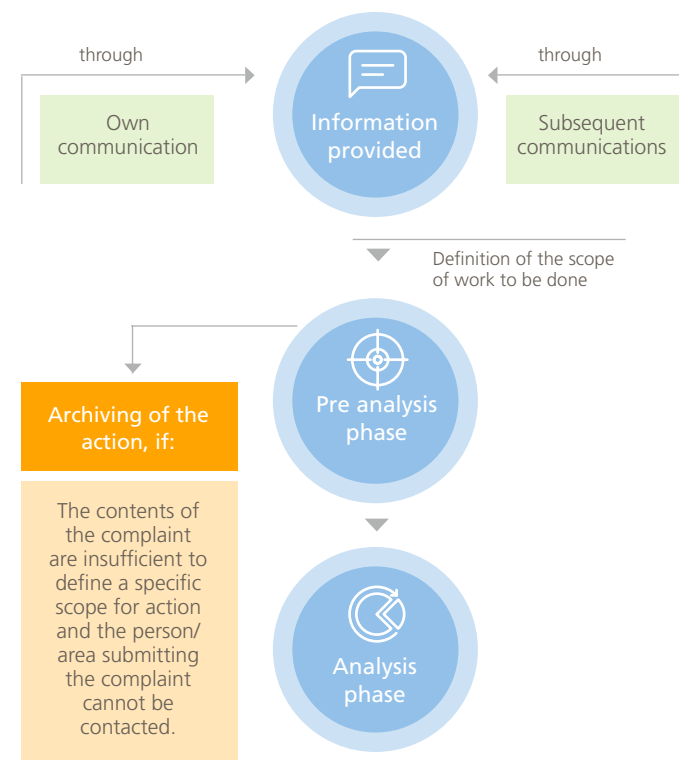 through
Own
communication
Information
provided
through
Subsequent
communications
Definition of the scope
of work to be done
Pre analysis
phase
Archiving of the
action, if:
The contents of
the complaint
are insufficient to
define a specific
scope for action
and the person/
area submitting
the complaint
cannot be
contacted.
Analysis
phase